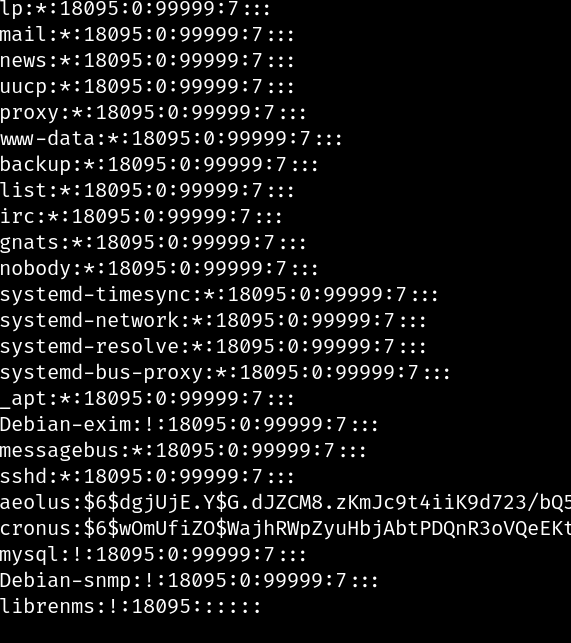 lp:*:18095:0:99999:7:::
mail:*:18095:0:99999:7:::
news:*:18095:0:99999:7:::
uucp:*:18095:0:99999:7:::
proxy:*:18095:0:99999:7:::
www-data:*:18095:0:99999:7:::
backup:*:18095:0:99999:7:::
list:*:18095:0:99999:7:::
irc:*:18095:0:99999:7:::
gnats:*:18095:0:99999:7:::
nobody:*:18095:0:99999:7:::
systemd-timesync:*:18095:0:99999:7:::
systemd-network:*:18095:0:99999:7:::
systemd-resolve:*:18095:0:99999:7:::
systemd-bus-proxy:*:18095:0:99999:7:::
_apt:*:18095:0:99999:7:::
Debian-exim:!:18095:0:99999:7:::
messagebus:*:18095:0:99999:7:::
sshd:*:18095:0:99999:7:::
aeolus:$6$dgjUjE.Y$G.dJZCM8.zKmJc9t4iiK9d723/bQ5
cronus:$6$wOmUfiZO$WajhRWpZyuHbjAbtPDQnR3oVQeEKt
mysql:!:18095:0:99999:7:::
Debian-snmp:!:18095:0:99999:7:::
librenms:!:18095::::::